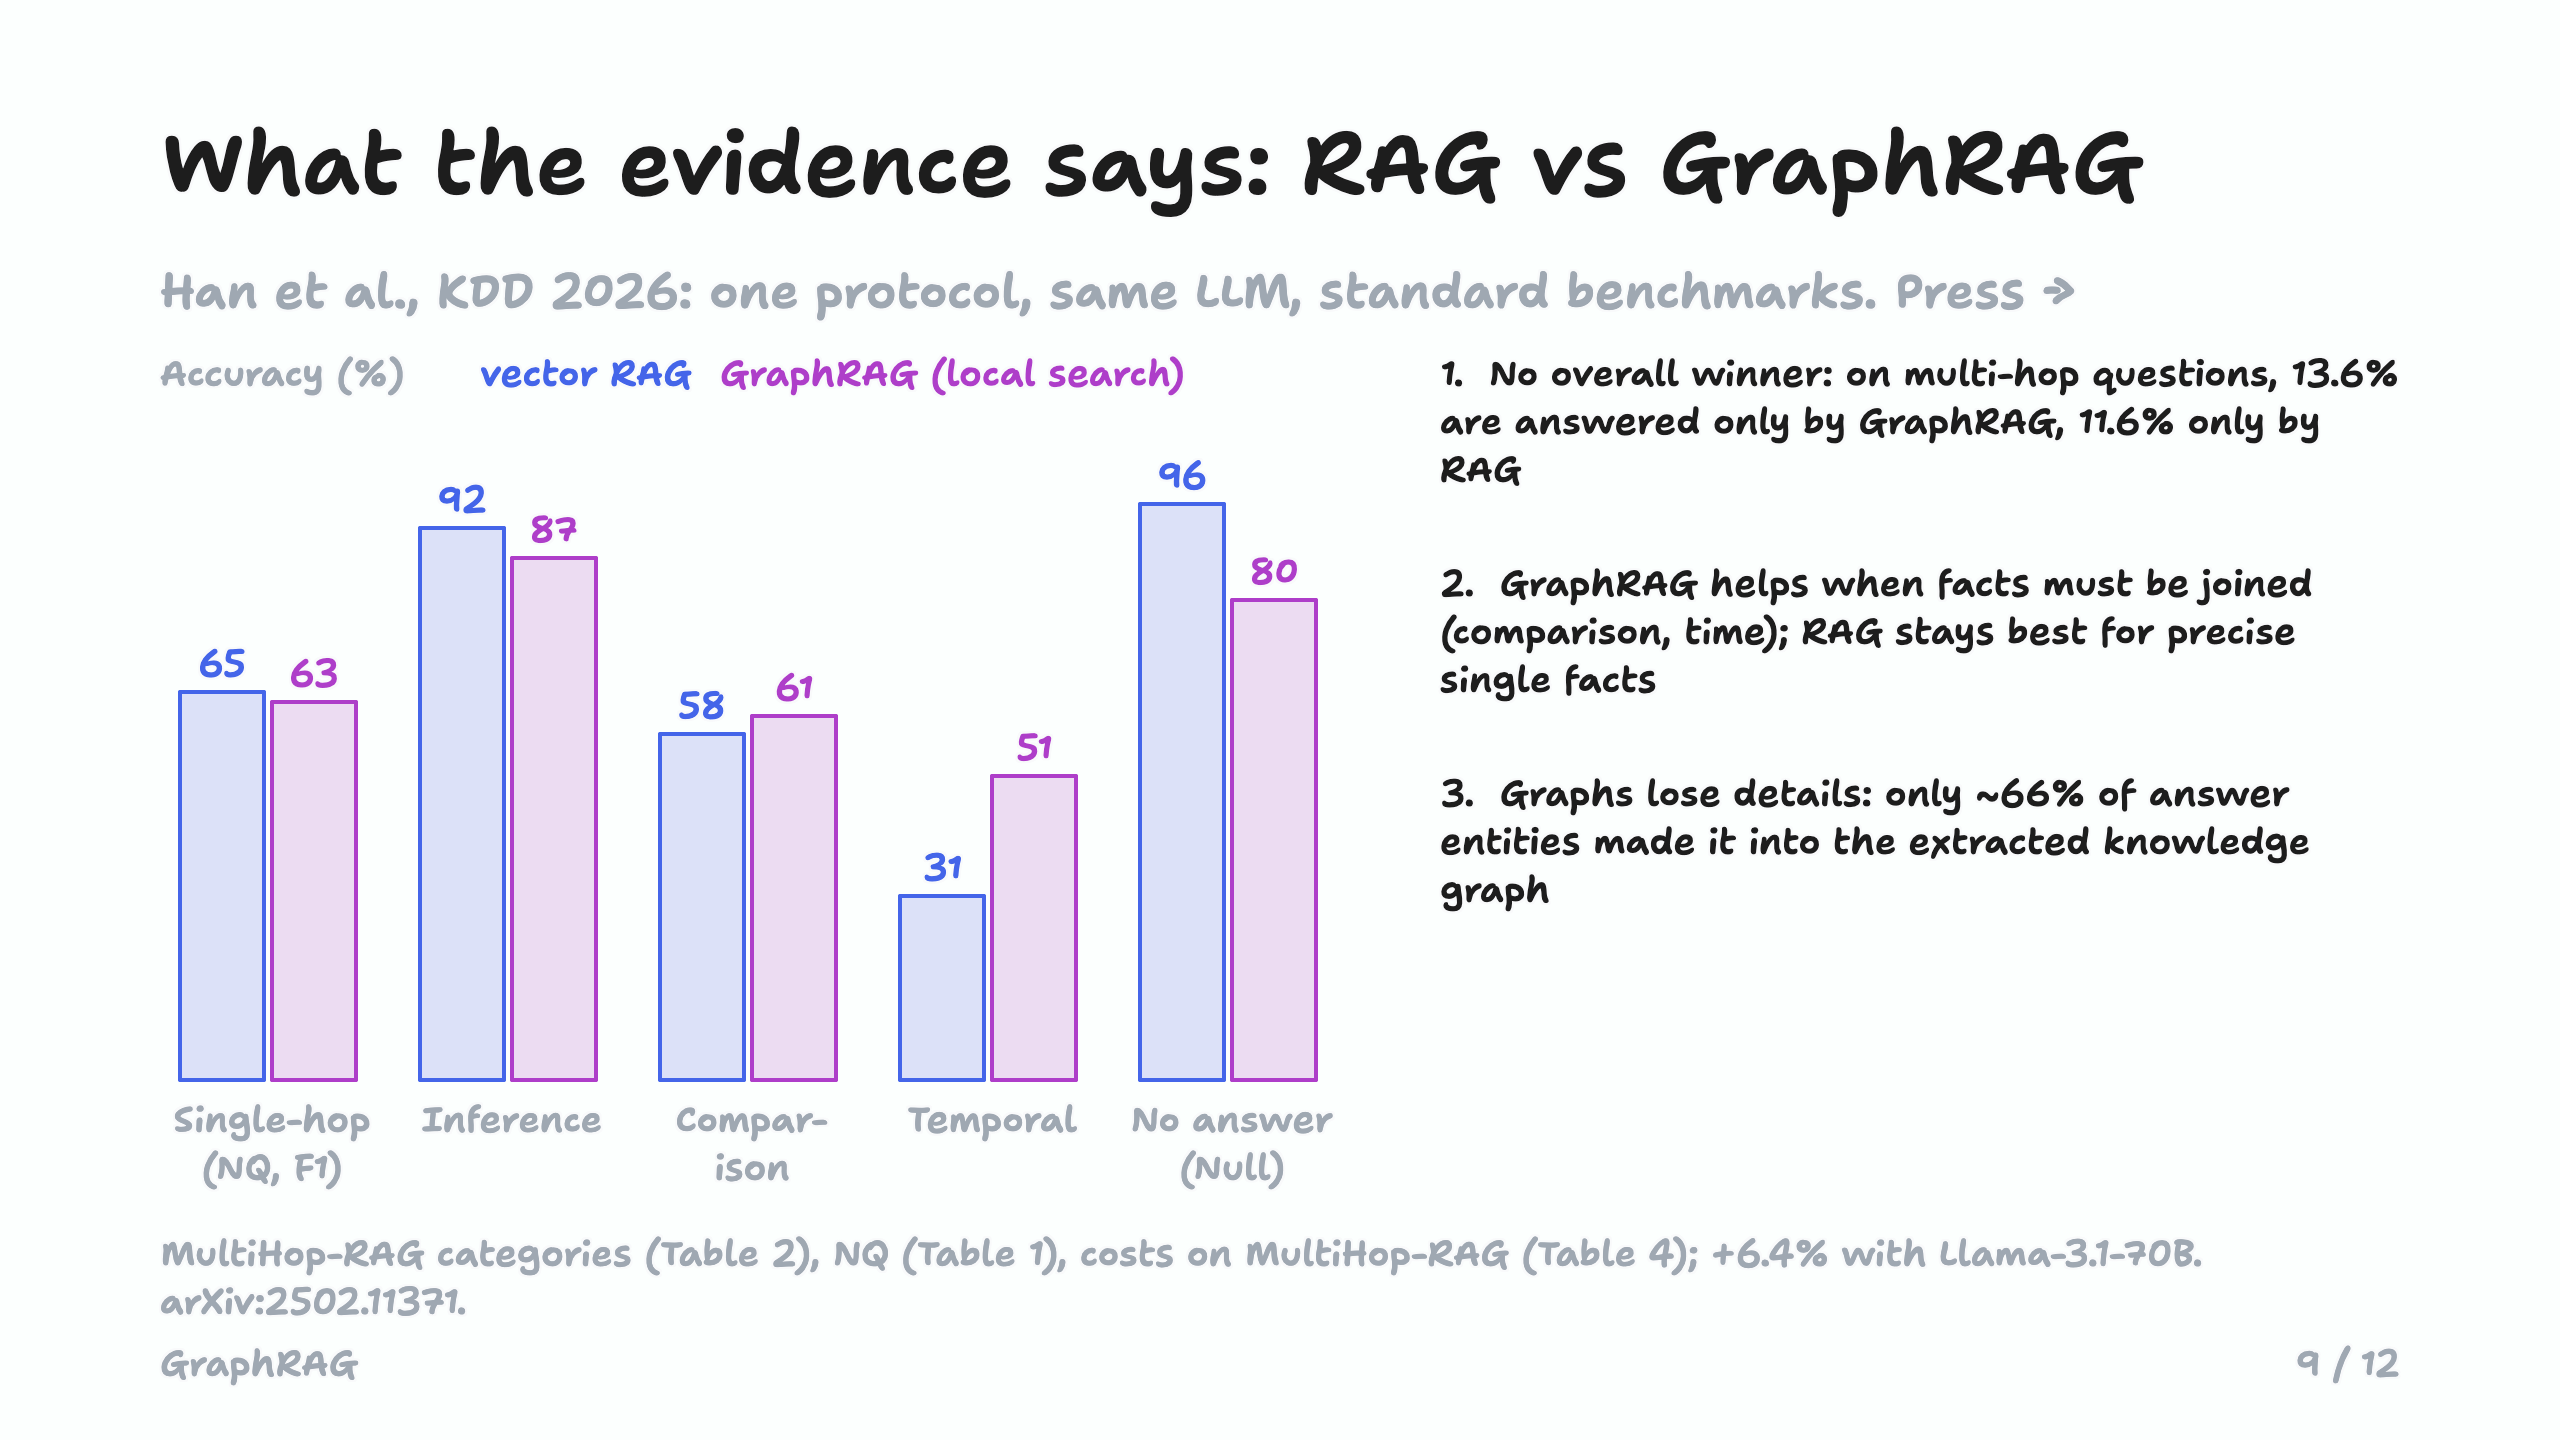 What the evidence says: RAG vs GraphRAG
Han et al., KDD 2026: one protocol, same LLM, standard benchmarks. Press →
Accuracy (%) vector RAG GraphRAG (local search)
65
63
92
87
58
61
31
51
96
80
Single-hop
(NQ, F1)
Inference
Compar-
ison
Temporal
No answer
(Null)
1. No overall winner: on multi-hop questions, 13.6%
are answered only by GraphRAG, 11.6% only by
RAG
2. GraphRAG helps when facts must be joined
(comparison, time); RAG stays best for precise
single facts
3. Graphs lose details: only ~66% of answer
entities made it into the extracted knowledge
graph
MultiHop-RAG categories (Table 2), NQ (Table 1), costs on MultiHop-RAG (Table 4); +6.4% with Llama-3.1-70B.
arXiv:2502.11371.
GraphRAG
9 / 12